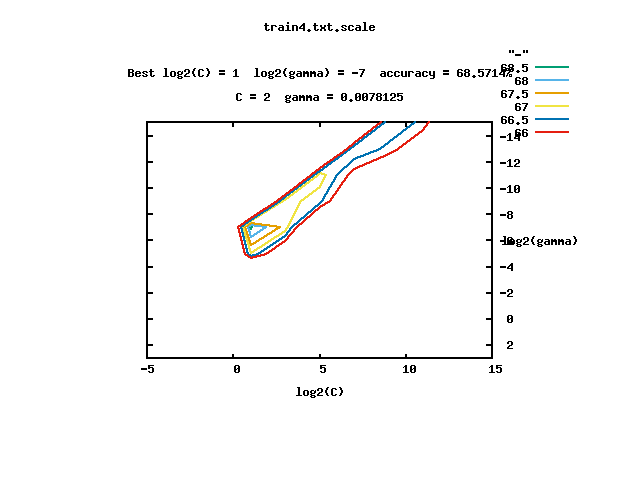 train4.txt.scale
"-"
Best log2(C) = 1 log2(gamma) = -7 accuracy = 68.5714%
C = 2 gamma = 0.0078125
68.5
68
67.5
67
66.5
66
-14
-12
-10
-8
-6
log2(gamma)
-4
-2
0
2
-5 0 5 10 15
log2(C)